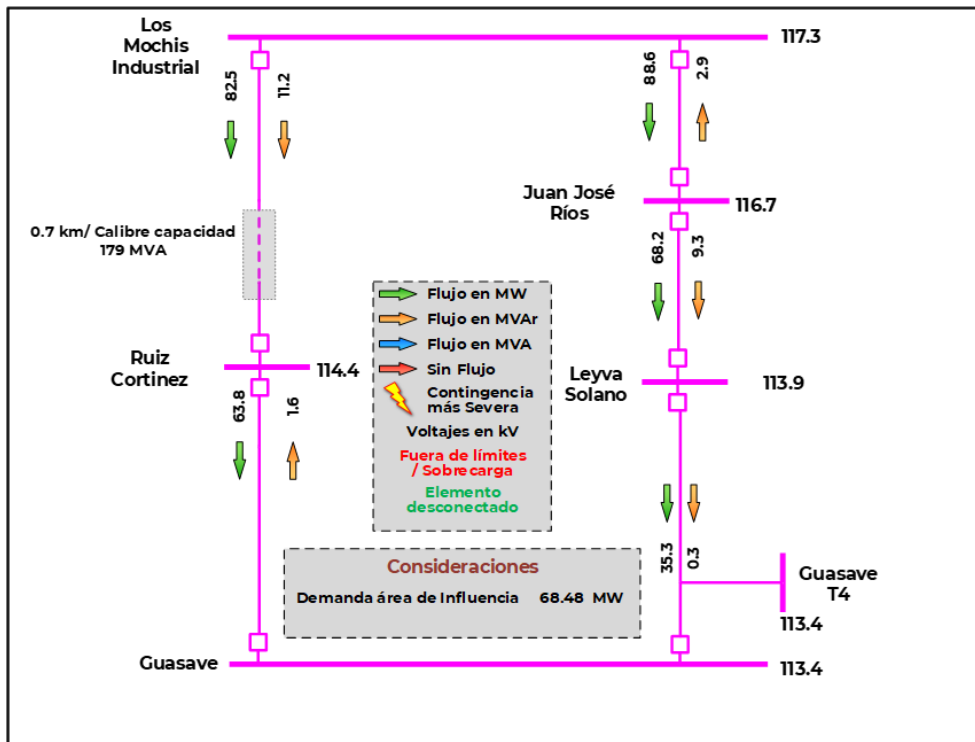 Los
Mochis
Industrial
117.3
82.5
11.2
88.6
2.9
Juan José
Ríos
116.7
0.7 km/ Calibre capacidad
179 MVA
68.2
9.3
Flujo en MW
Flujo en MVAr
Flujo en MVA
Sin Flujo
Contingencia
más Severa
Voltajes en kV
Fuera de límites
/ Sobrecarga
Elemento
desconectado
Ruiz
Cortinez
114.4
Leyva
Solano
113.9
63.8
1.6
35.3
0.3
Consideraciones
Demanda área de Influencia 68.48 MW
Guasave
T4
113.4
Guasave
113.4